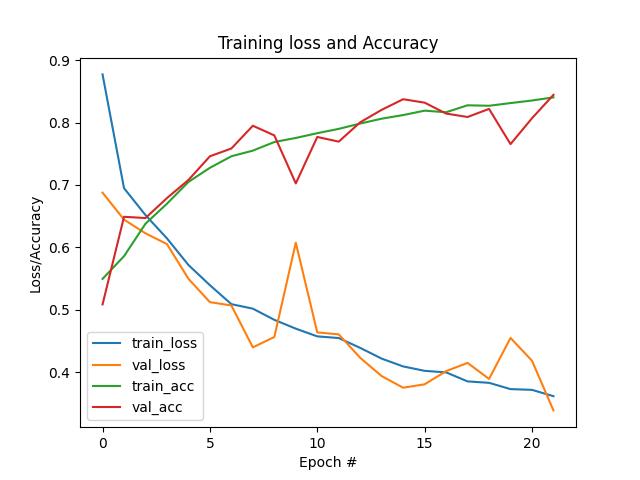 Training loss and Accuracy
Loss/Accuracy
0.9
0.8
0.7
0.6
0.5
0.4
train_loss
val_loss
train_acc
val_acc
0 5 10 15 20
Epoch #